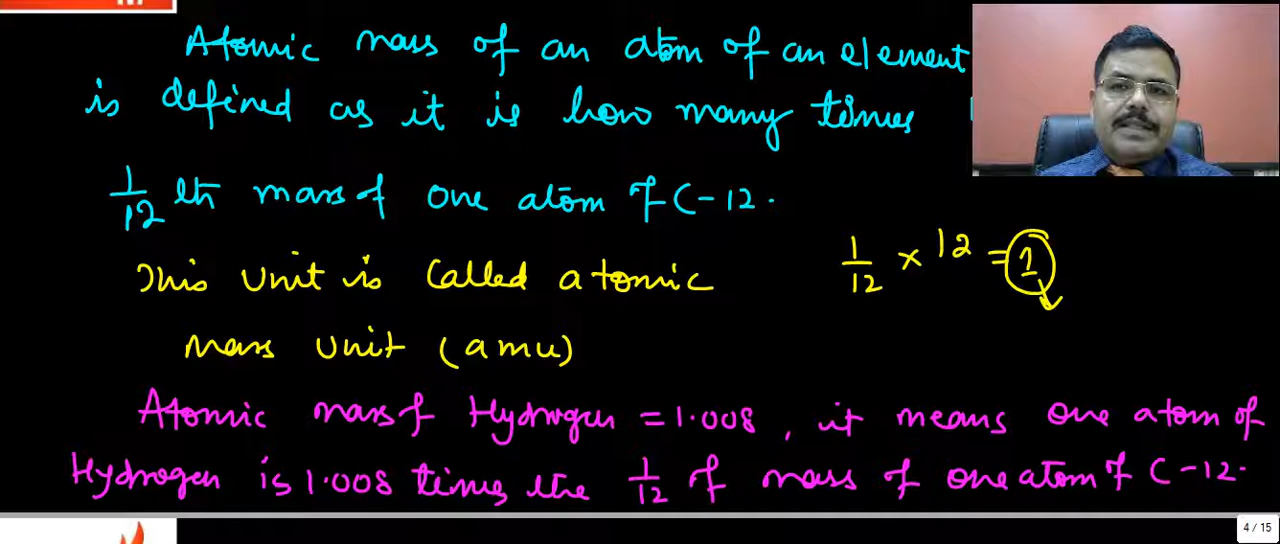 Atomic mass of an atom of an element
is defined as it is how many times
1/12 th mass of one atom of C-12.
1/12 × 12 = 1
This unit is called atomic
mass unit (amu)
Atomic mass of Hydrogen = 1.008, it means one atom of
Hydrogen is 1.008 times the 1/12 of mass of one atom of C-12.
4 / 15